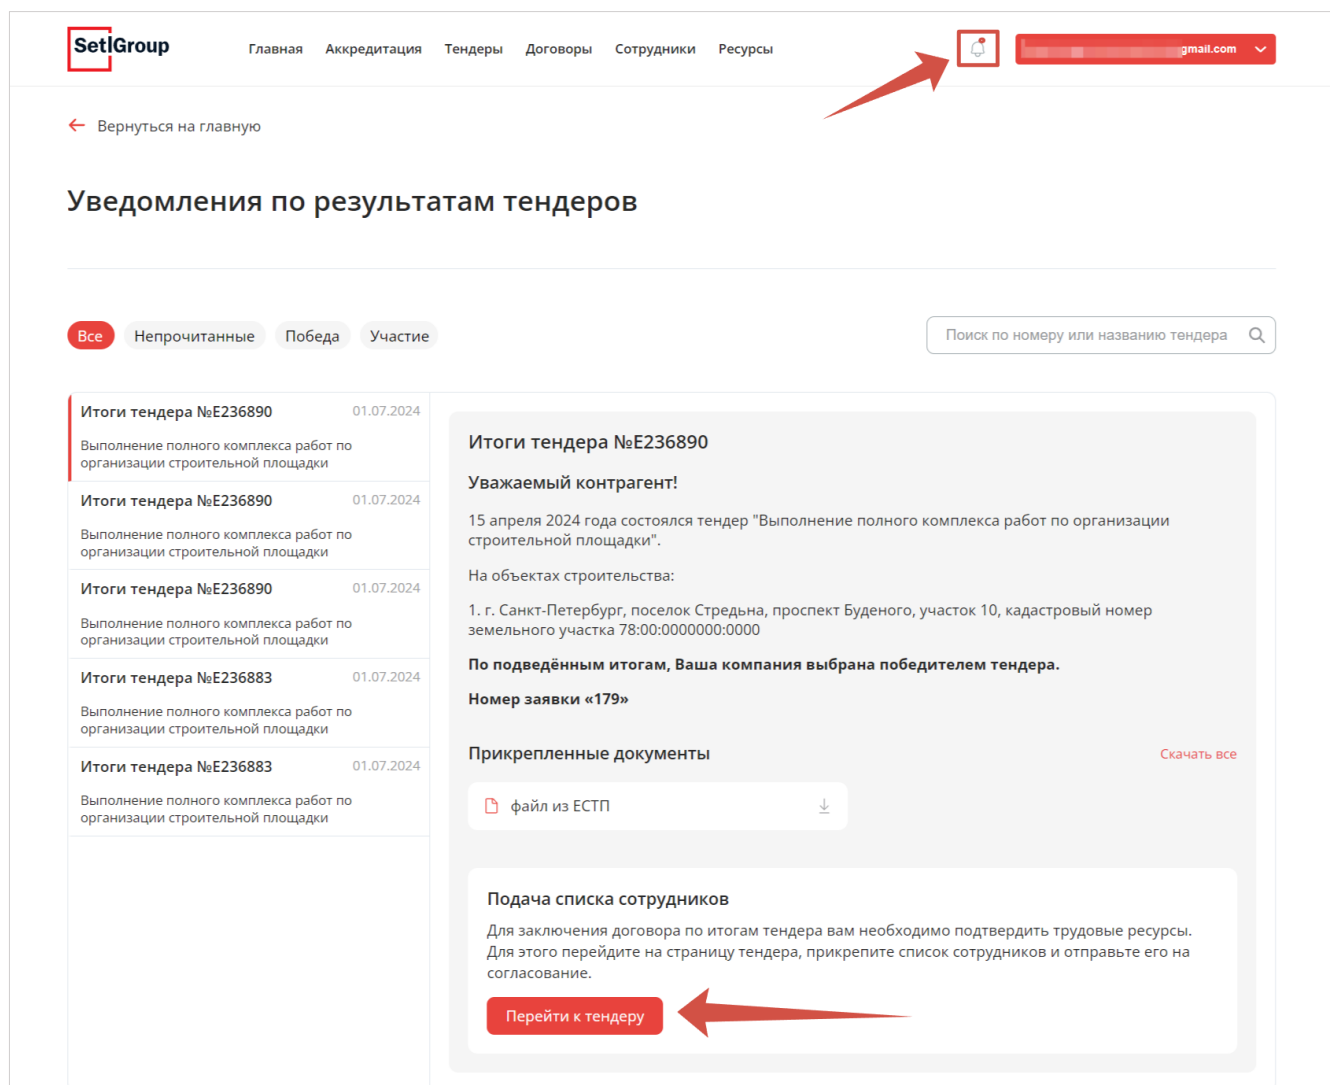 SetlGroup
Главная Аккредитация Тендеры Договоры Сотрудники Ресурсы
gmail.com
Вернуться на главную
Уведомления по результатам тендеров
Все Непрочитанные Победа Участие
Поиск по номеру или названию тендера
Итоги тендера №Е236890 01.07.2024
Выполнение полного комплекса работ по
организации строительной площадки
Итоги тендера №Е236890 01.07.2024
Выполнение полного комплекса работ по
организации строительной площадки
Итоги тендера №Е236890 01.07.2024
Выполнение полного комплекса работ по
организации строительной площадки
Итоги тендера №Е236883 01.07.2024
Выполнение полного комплекса работ по
организации строительной площадки
Итоги тендера №Е236883 01.07.2024
Выполнение полного комплекса работ по
организации строительной площадки
Итоги тендера №Е236890
Уважаемый контрагент!
15 апреля 2024 года состоялся тендер "Выполнение полного комплекса работ по организации
строительной площадки".
На объектах строительства:
1. г. Санкт-Петербург, поселок Стредьна, проспект Буденого, участок 10, кадастровый номер
земельного участка 78:00:0000000:0000
По подведённым итогам, Ваша компания выбрана победителем тендера.
Номер заявки «179»
Прикрепленные документы Скачать все
файл из ЕСТП
Подача списка сотрудников
Для заключения договора по итогам тендера вам необходимо подтвердить трудовые ресурсы.
Для этого перейдите на страницу тендера, прикрепите список сотрудников и отправьте его на
согласование.
Перейти к тендеру